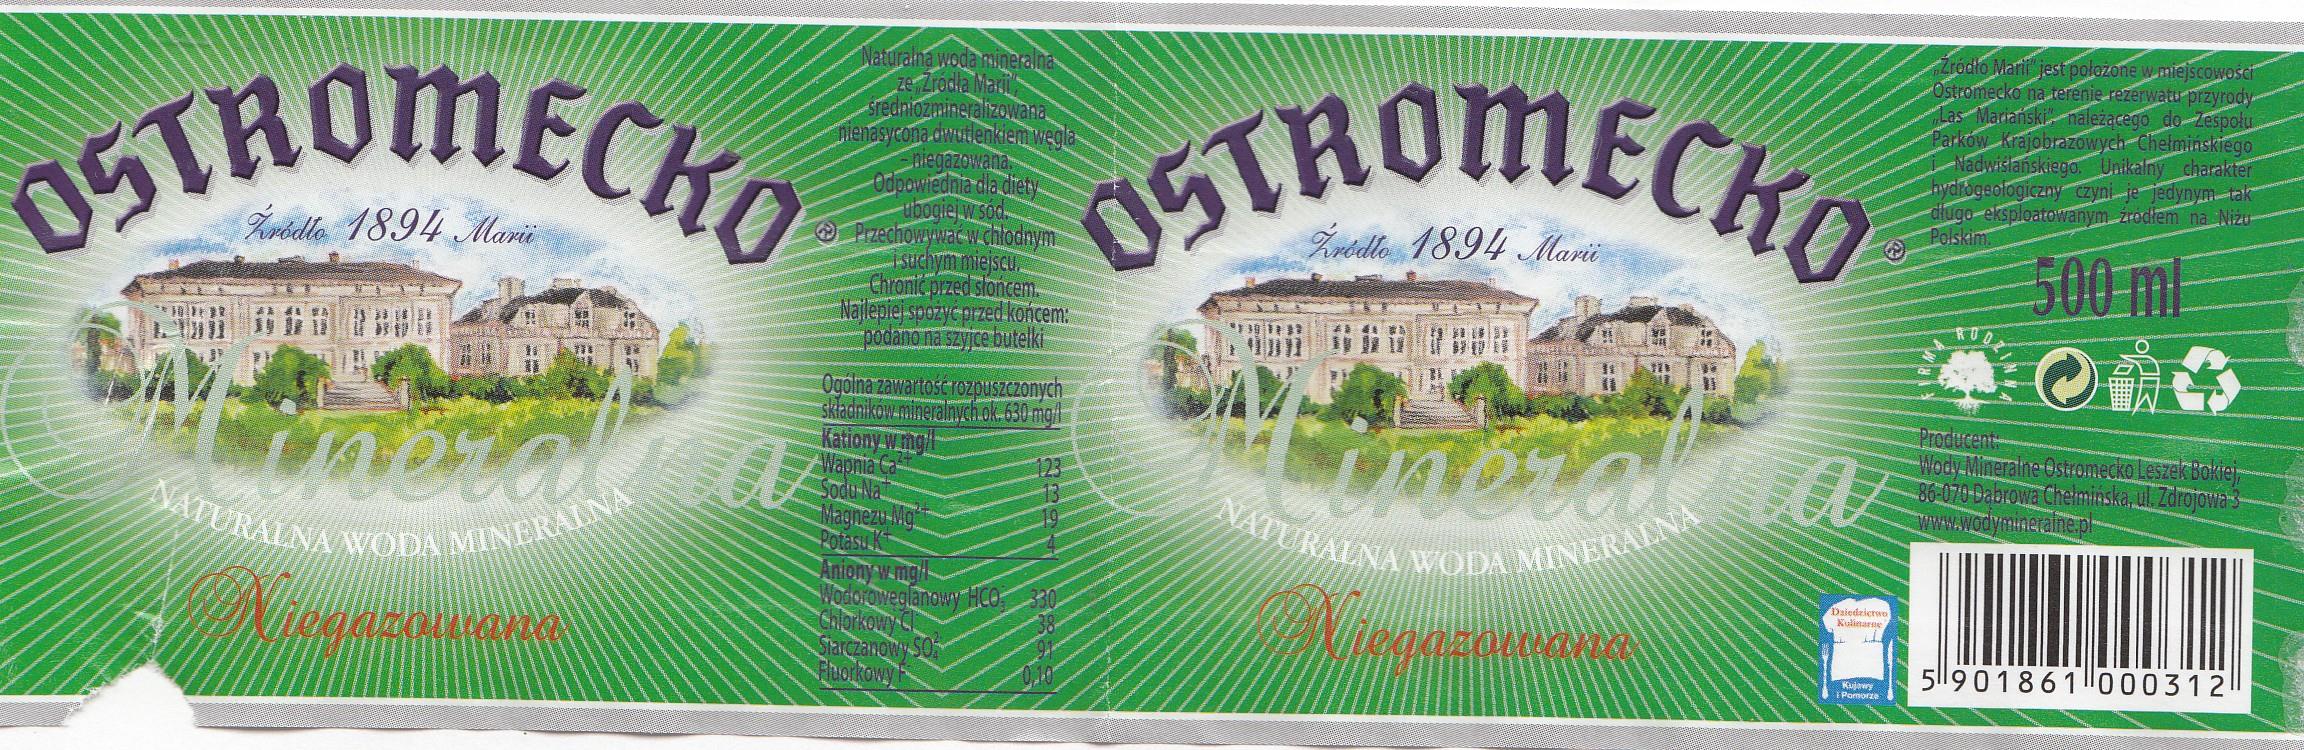 OSTROMECKO ®
Źródło 1894 Marii
Mineralna
NATURALNA WODA MINERALNA
Niegazowana
Naturalna woda mineralna
ze „Źródła Marii”,
średniozmineralizowana
nienasycona dwutlenkiem węgla
– niegazowana.
Odpowiednia dla diety
ubogiej w sód.
Przechowywać w chłodnym
i suchym miejscu.
Chronić przed słońcem.
Najlepiej spożyć przed końcem:
podano na szyjce butelki
Ogólna zawartość rozpuszczonych
składników mineralnych ok. 630 mg/l
Kationy w mg/l
Wapnia Ca²⁺ 123
Sodu Na⁺ 13
Magnezu Mg²⁺ 19
Potasu K⁺ 4
Aniony w mg/l
Wodorowęglanowy HCO₃⁻ 330
Chlorkowy Cl⁻ 38
Siarczanowy SO₄²⁻ 91
Fluorkowy F⁻ 0,10
OSTROMECKO ®
Źródło 1894 Marii
Mineralna
NATURALNA WODA MINERALNA
Niegazowana
„Źródło Marii” jest położone w miejscowości
Ostromecko na terenie rezerwatu przyrody
„Las Mariański”, należącego do Zespołu
Parków Krajobrazowych Chełmińskiego
i Nadwiślańskiego. Unikalny charakter
hydrogeologiczny czyni je jedynym tak
długo eksploatowanym źródłem na Niżu
Polskim.
500 ml
FIRMA RODZINNA
Producent:
Wody Mineralne Ostromecko Leszek Bokiej,
86-070 Dąbrowa Chełmińska, ul. Zdrojowa 3
www.wodymineralne.pl
Dziedzictwo
Kulinarne
Kujawy
i Pomorze
5 901861 000312